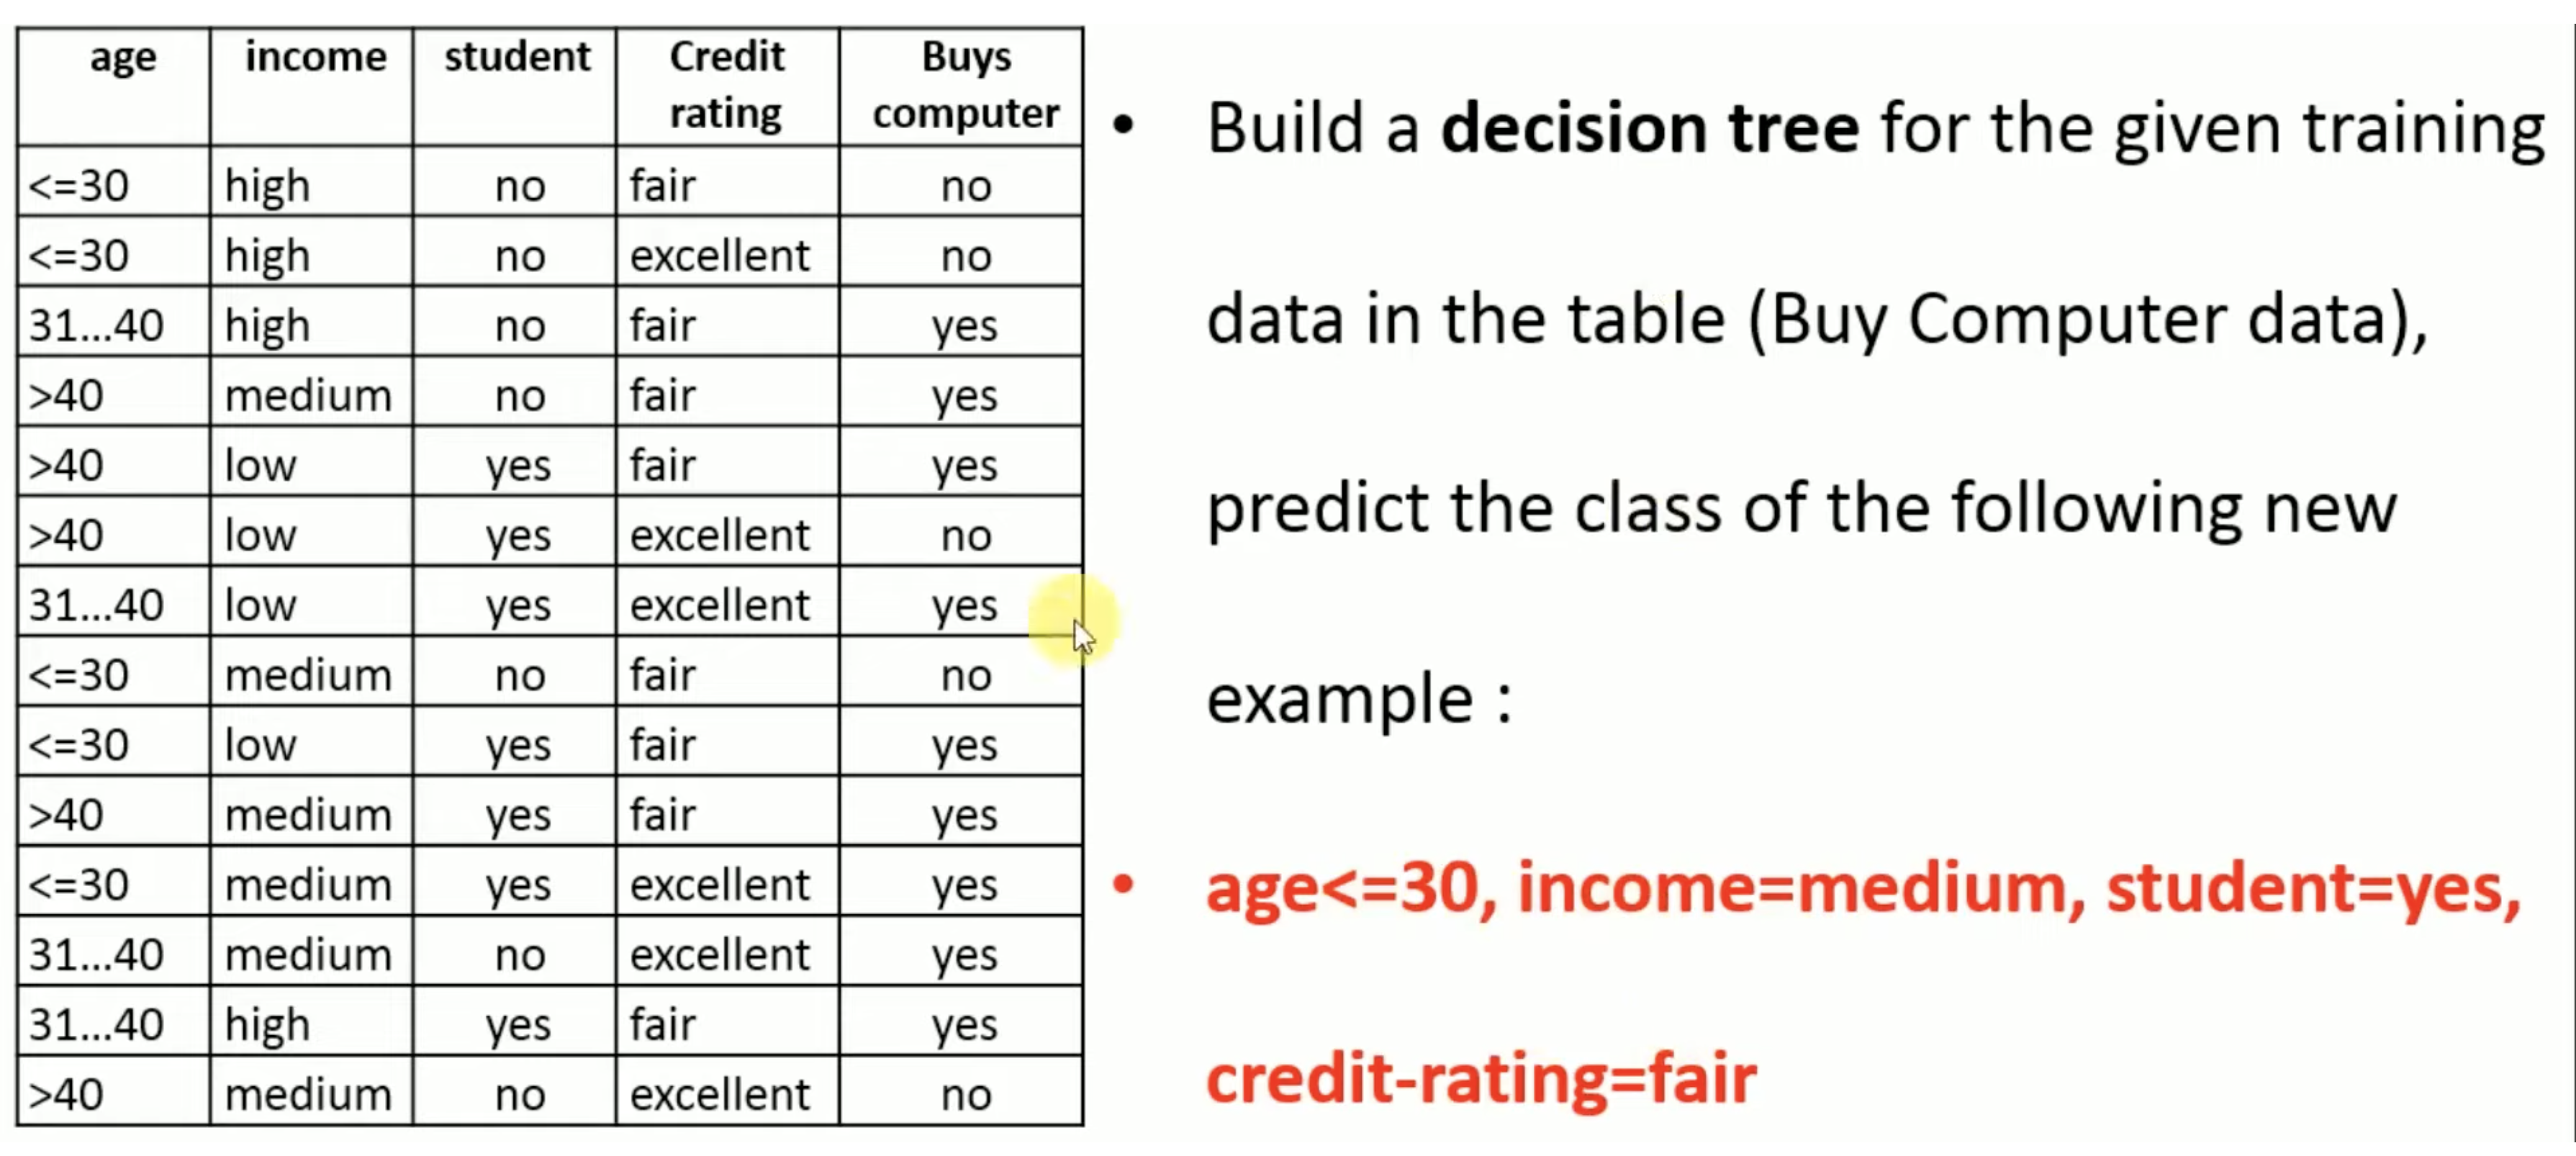 age income student Credit rating Buys computer
<=30 high no fair no
<=30 high no excellent no
31...40 high no fair yes
>40 medium no fair yes
>40 low yes fair yes
>40 low yes excellent no
31...40 low yes excellent yes
<=30 medium no fair no
<=30 low yes fair yes
>40 medium yes fair yes
<=30 medium yes excellent yes
31...40 medium no excellent yes
31...40 high yes fair yes
>40 medium no excellent no
• Build a decision tree for the given training
data in the table (Buy Computer data),
predict the class of the following new
example :
• age<=30, income=medium, student=yes,
credit-rating=fair